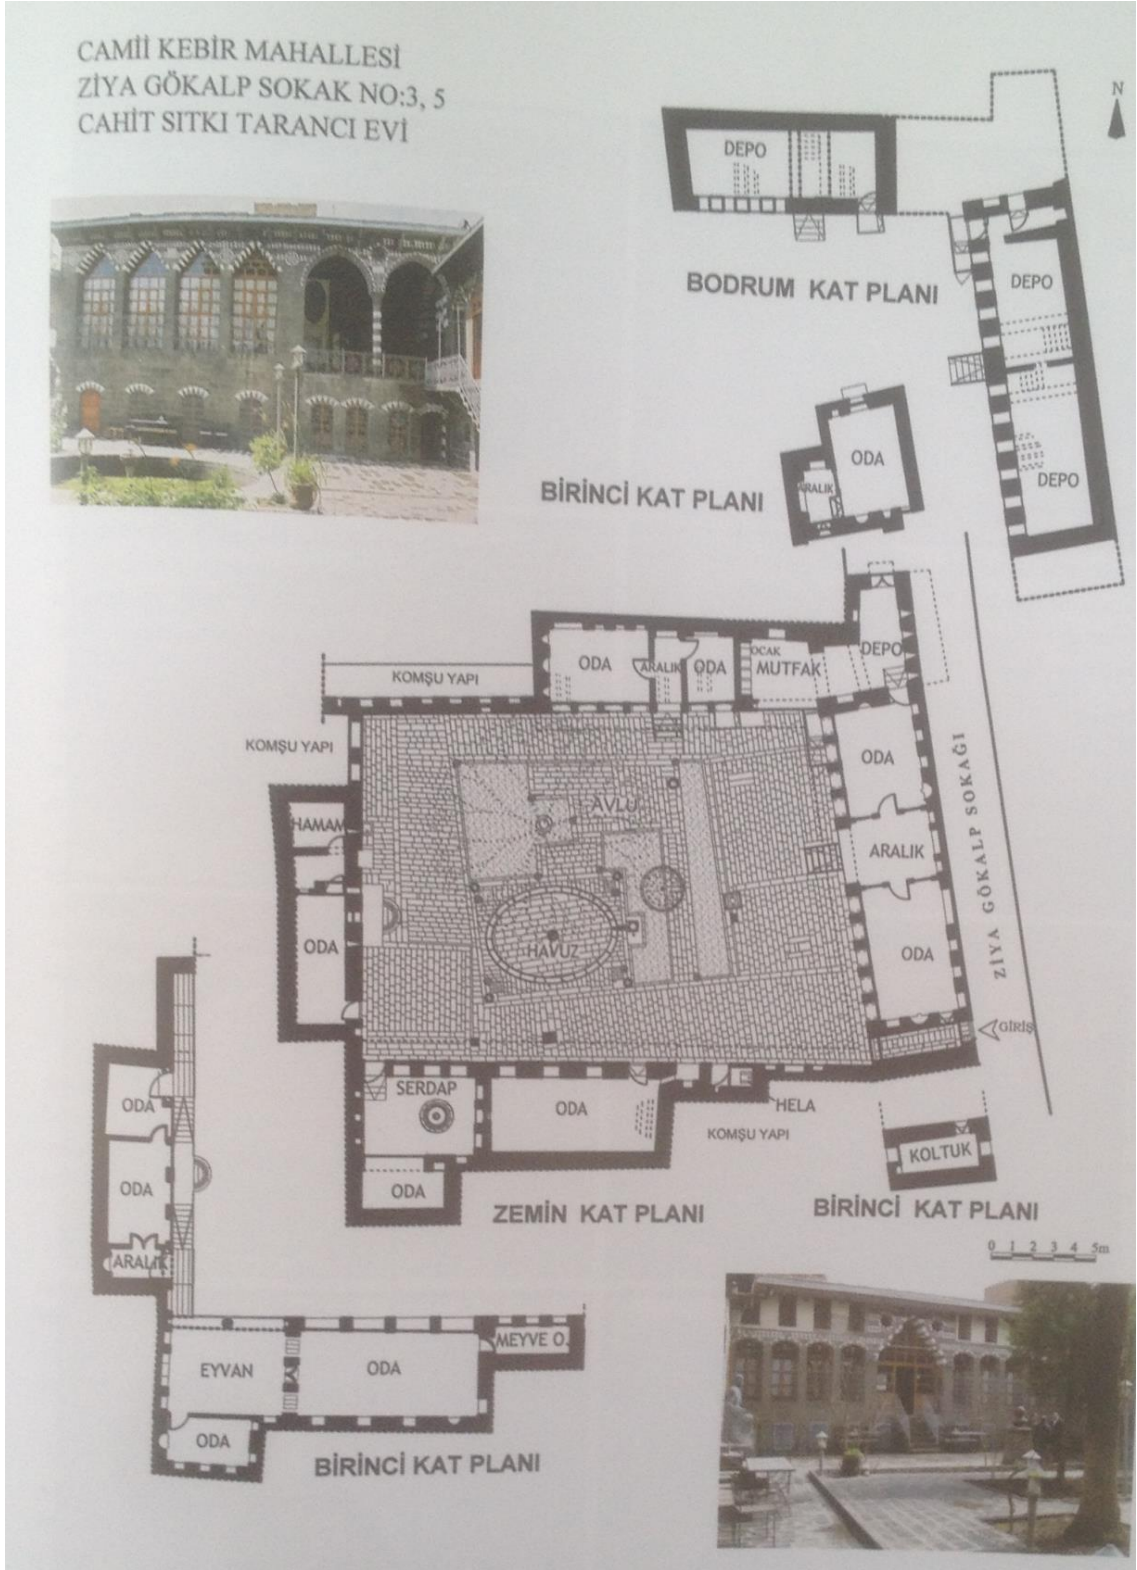 CAMİİ KEBİR MAHALLESİ
ZİYA GÖKALP SOKAK NO:3, 5
CAHİT SITKI TARANCI EVİ
N
DEPO
BODRUM KAT PLANI
DEPO
DEPO
ODA
ARALIK
BİRİNCİ KAT PLANI
KOMŞU YAPI
ODA
ARALIK
ODA
OCAK
MUTFAK
DEPO
KOMŞU YAPI
ODA
ZİYA GÖKALP SOKAĞI
HAMAM
AVLU
ARALIK
ODA
HAVUZ
ODA
GİRİŞ
SERDAP
ODA
HELA
KOMŞU YAPI
ODA
ZEMİN KAT PLANI
KOLTUK
BİRİNCİ KAT PLANI
0 1 2 3 4 5m
ODA
ODA
ARALIK
EYVAN
ODA
MEYVE O.
ODA
BİRİNCİ KAT PLANI